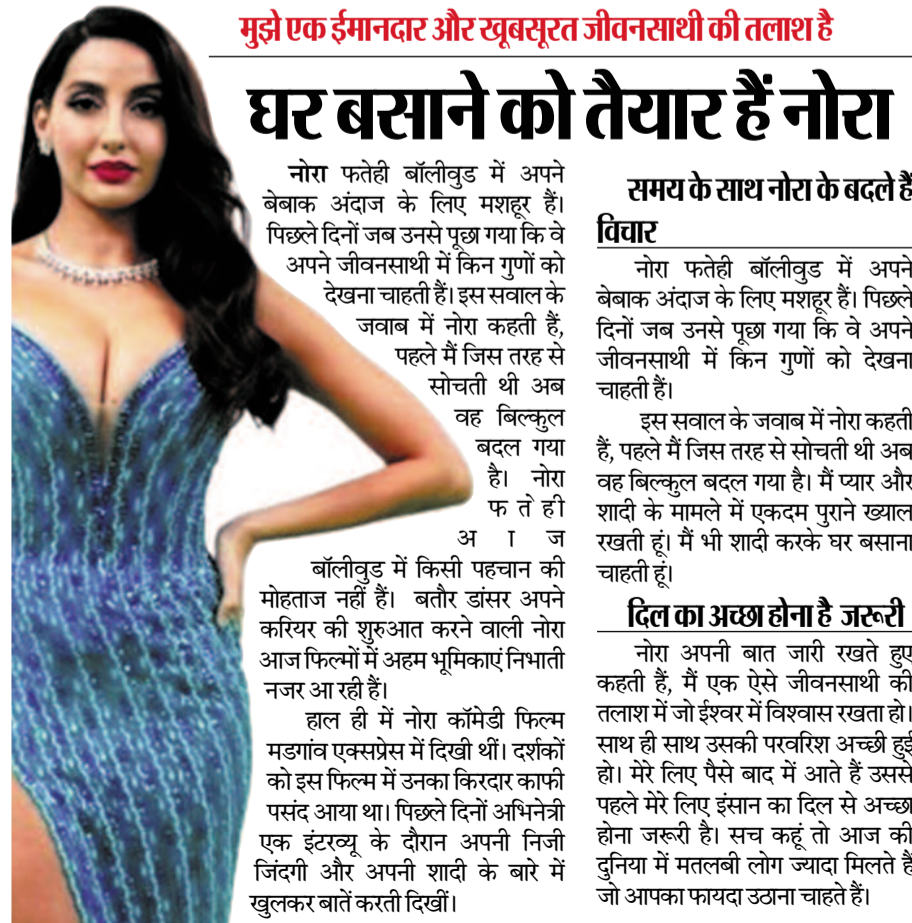 मुझे एक ईमानदार और खूबसूरत जीवनसाथी की तलाश है
घर बसाने को तैयार हैं नोरा
नोरा फतेही बॉलीवुड में अपने
बेबाक अंदाज के लिए मशहूर हैं।
पिछले दिनों जब उनसे पूछा गया कि वे
अपने जीवनसाथी में किन गुणों को
देखना चाहती हैं। इस सवाल के
जवाब में नोरा कहती हैं,
पहले मैं जिस तरह से
सोचती थी अब
वह बिल्कुल
बदल गया
है। नोरा
फतेही
आज
बॉलीवुड में किसी पहचान की
मोहताज नहीं हैं। बतौर डांसर अपने
करियर की शुरुआत करने वाली नोरा
आज फिल्मों में अहम भूमिकाएं निभाती
नजर आ रही हैं।
हाल ही में नोरा कॉमेडी फिल्म
मडगांव एक्सप्रेस में दिखी थीं। दर्शकों
को इस फिल्म में उनका किरदार काफी
पसंद आया था। पिछले दिनों अभिनेत्री
एक इंटरव्यू के दौरान अपनी निजी
जिंदगी और अपनी शादी के बारे में
खुलकर बातें करती दिखीं।
समय के साथ नोरा के बदले हैं
विचार
नोरा फतेही बॉलीवुड में अपने
बेबाक अंदाज के लिए मशहूर हैं। पिछले
दिनों जब उनसे पूछा गया कि वे अपने
जीवनसाथी में किन गुणों को देखना
चाहती हैं।
इस सवाल के जवाब में नोरा कहती
हैं, पहले मैं जिस तरह से सोचती थी अब
वह बिल्कुल बदल गया है। मैं प्यार और
शादी के मामले में एकदम पुराने ख्याल
रखती हूं। मैं भी शादी करके घर बसाना
चाहती हूं।
दिल का अच्छा होना है जरूरी
नोरा अपनी बात जारी रखते हुए
कहती हैं, मैं एक ऐसे जीवनसाथी की
तलाश में जो ईश्वर में विश्वास रखता हो।
साथ ही साथ उसकी परवरिश अच्छी हुई
हो। मेरे लिए पैसे बाद में आते हैं उससे
पहले मेरे लिए इंसान का दिल से अच्छा
होना जरूरी है। सच कहूं तो आज की
दुनिया में मतलबी लोग ज्यादा मिलते हैं
जो आपका फायदा उठाना चाहते हैं।